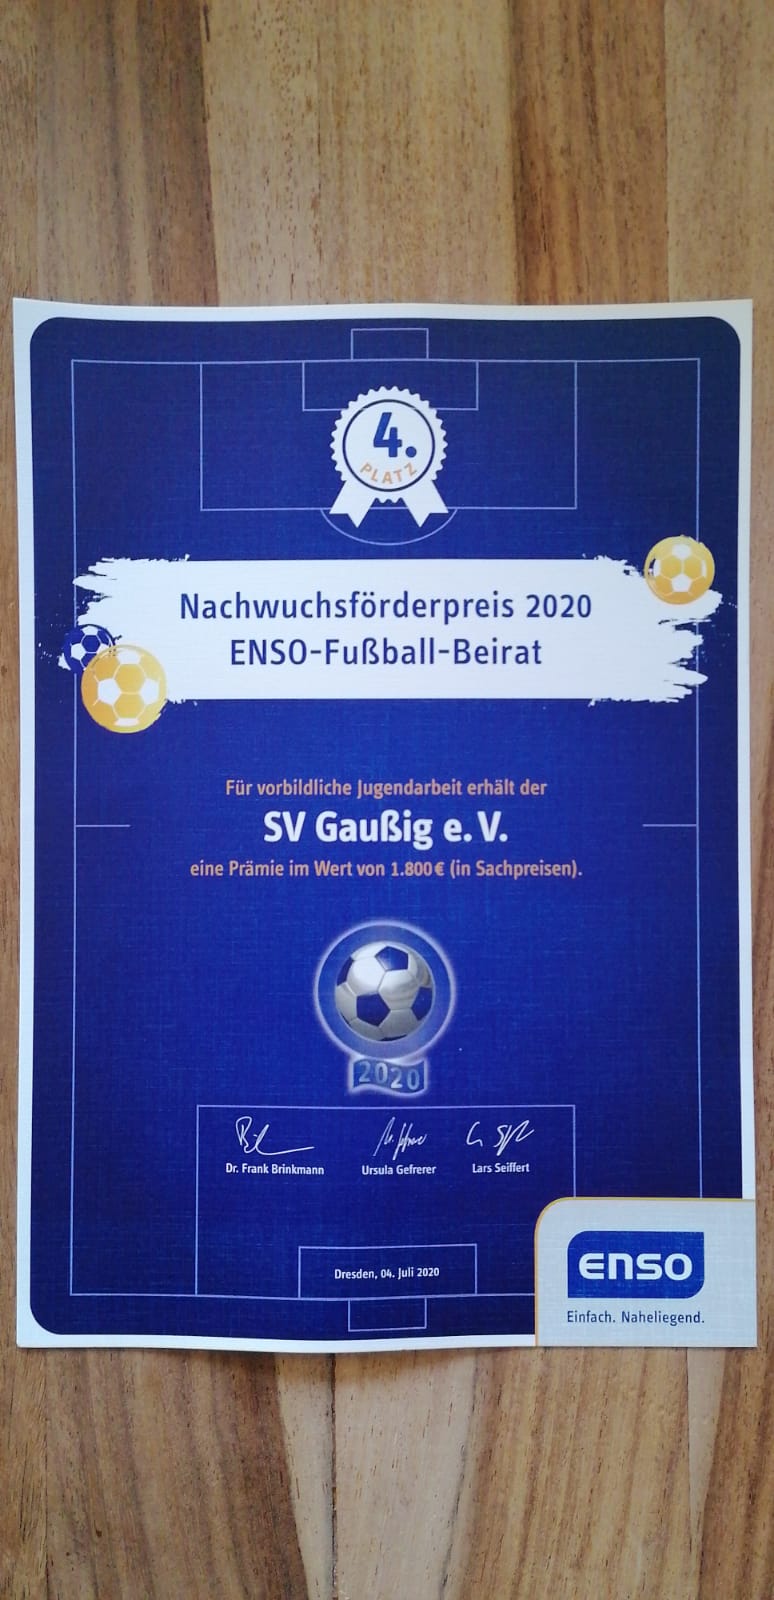 4.
PLATZ
Nachwuchsförderpreis 2020
ENSO-Fußball-Beirat
Für vorbildliche Jugendarbeit erhält der
SV Gaußig e. V.
eine Prämie im Wert von 1.800 € (in Sachpreisen).
2020
Dr. Frank Brinkmann
Ursula Gefrerer
Lars Seiffert
Dresden, 04. Juli 2020
ENSO
Einfach. Naheliegend.